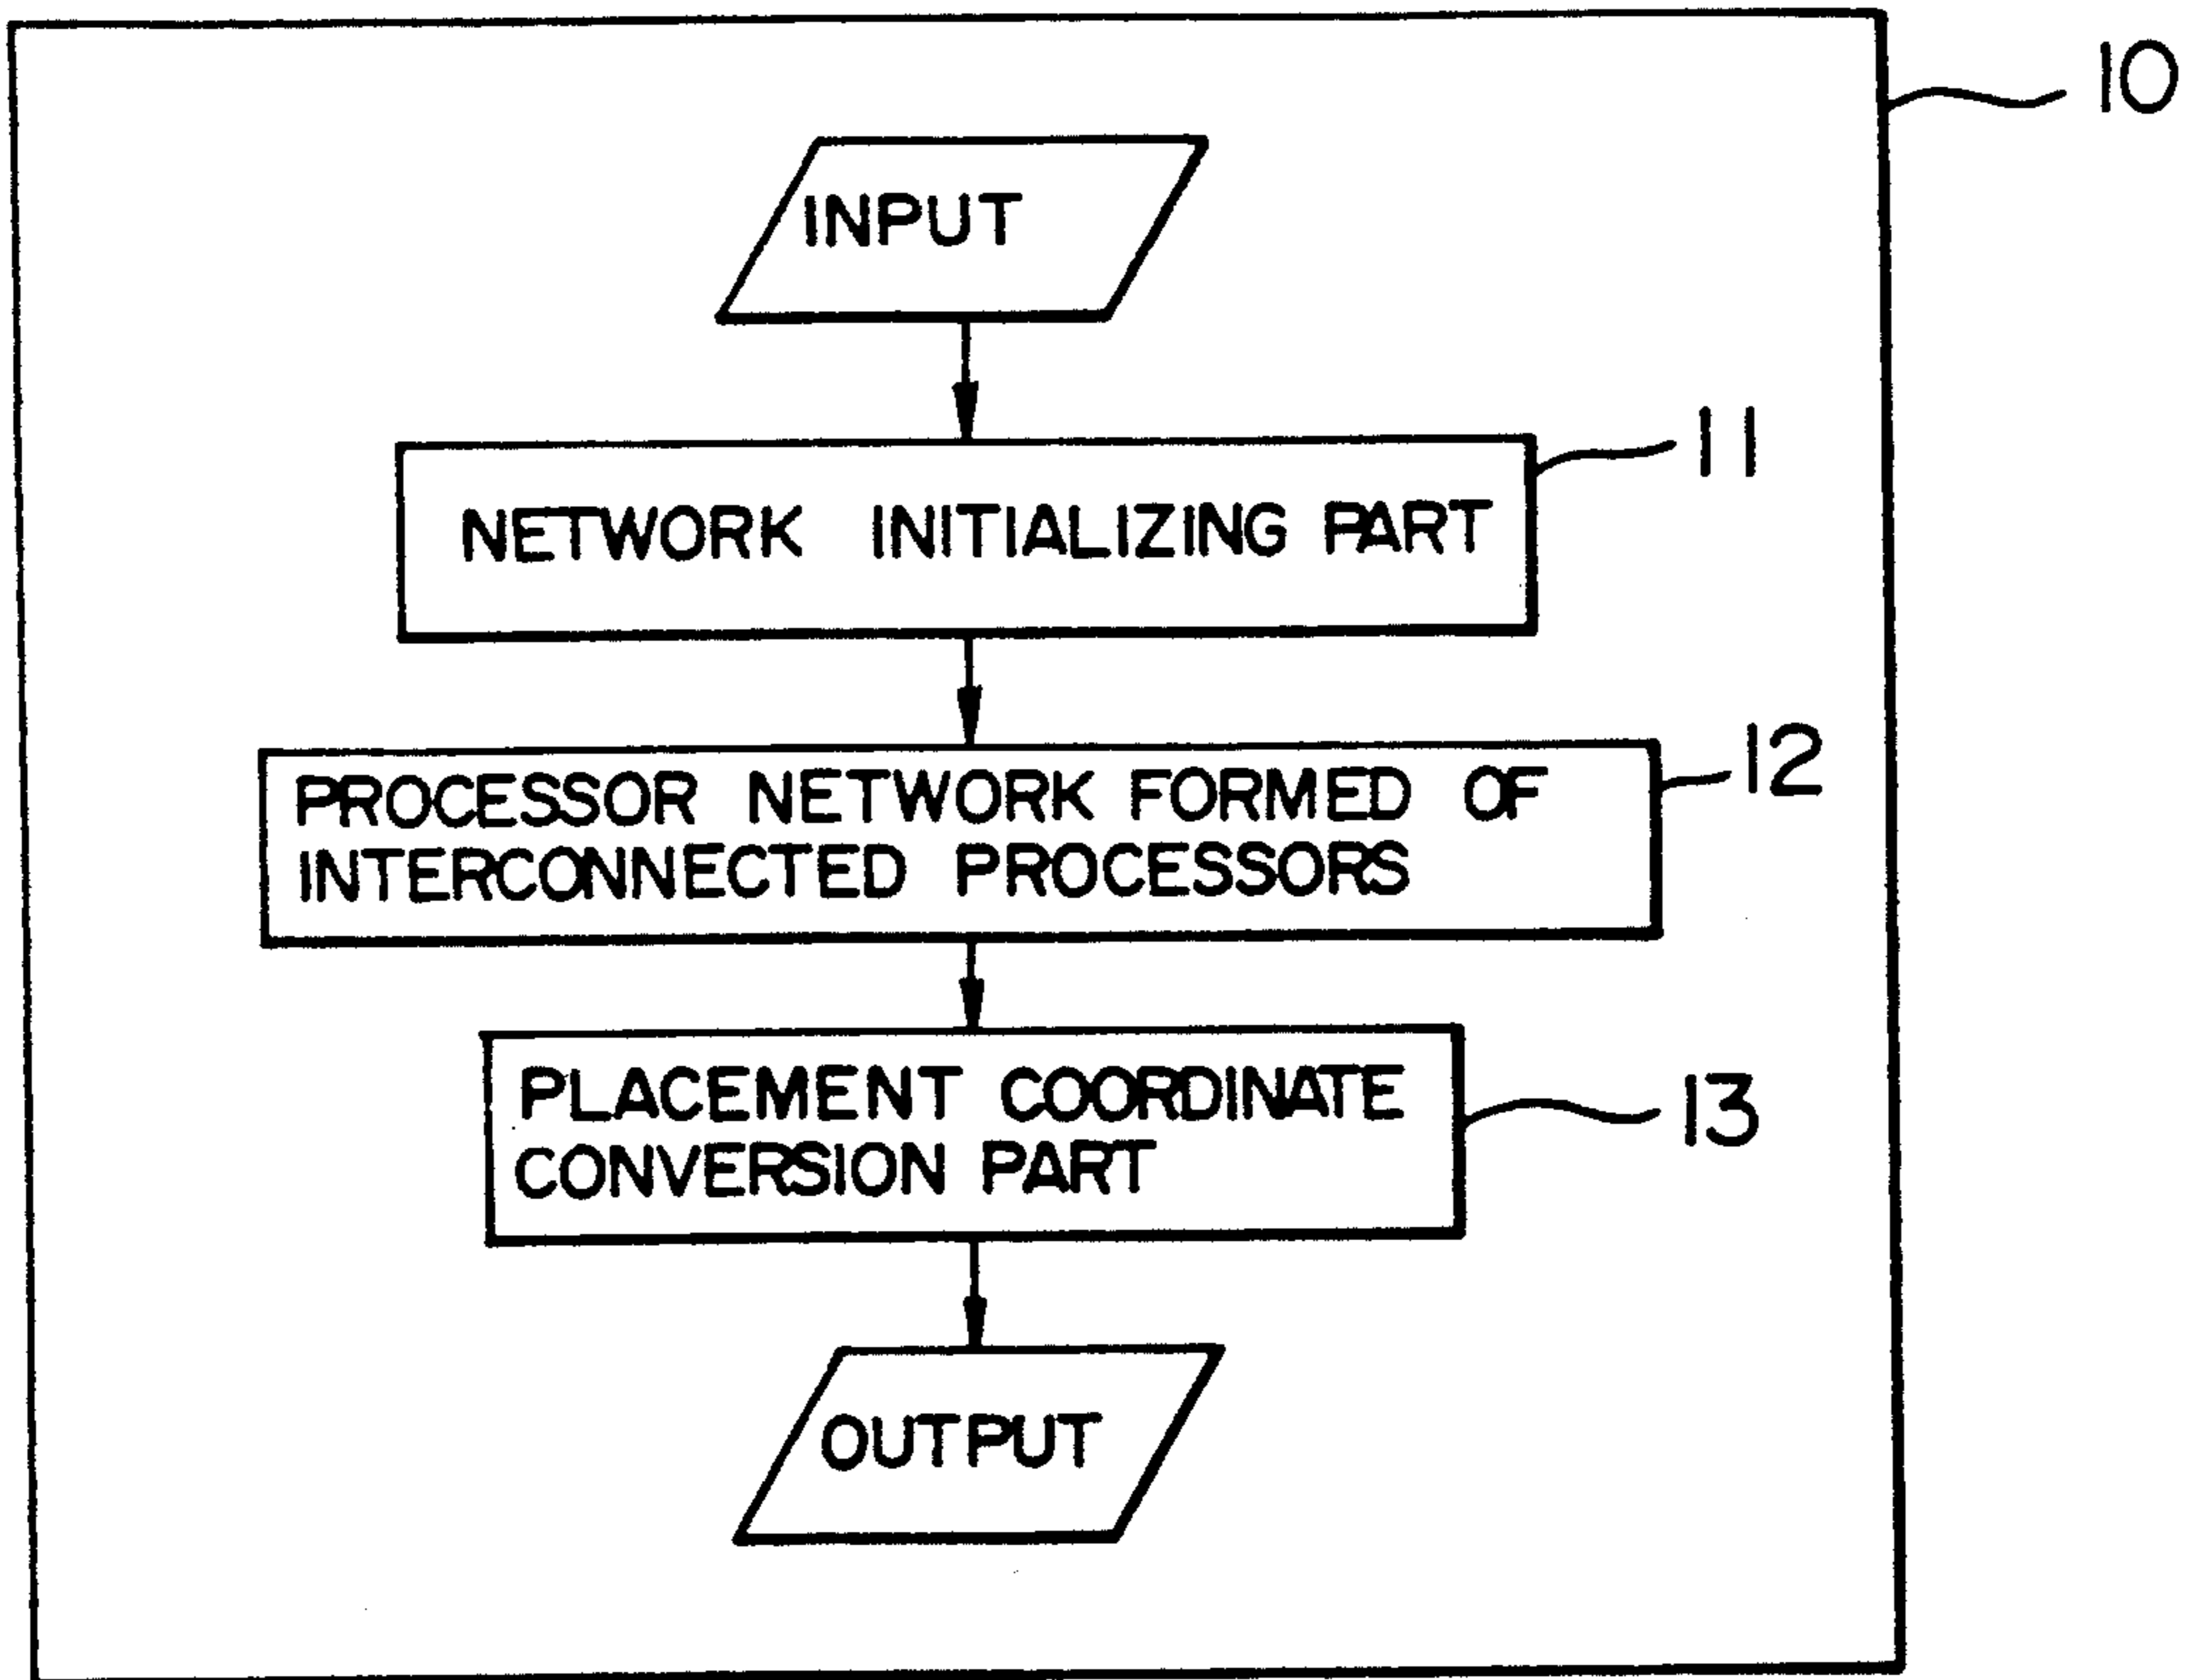 10
INPUT
11
NETWORK INITIALIZING PART
12
PROCESSOR NETWORK FORMED OF
INTERCONNECTED PROCESSORS
PLACEMENT COORDINATE
13
CONVERSION PART
OUTPUT